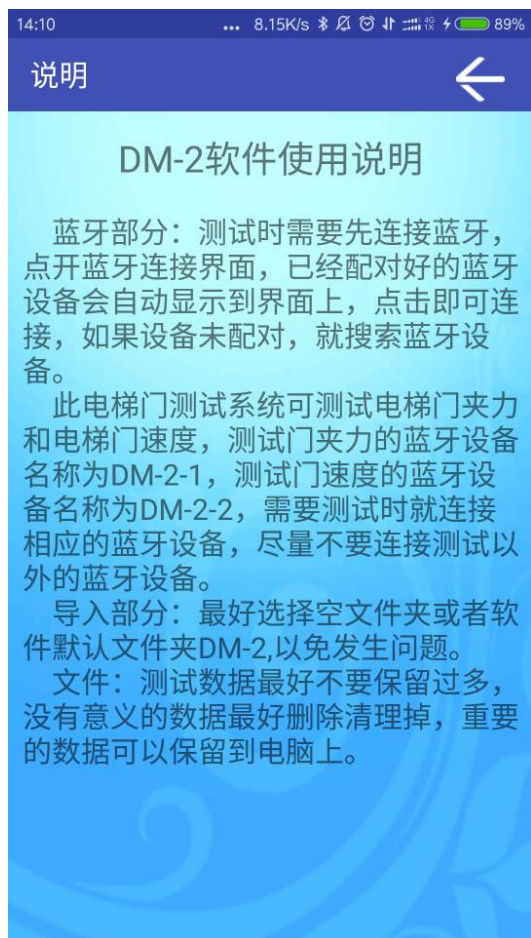 14:10 ... 8.15K/s 4G 1X 89%
说明
DM-2软件使用说明
蓝牙部分：测试时需要先连接蓝牙，
点开蓝牙连接界面，已经配对好的蓝牙
设备会自动显示到界面上，点击即可连
接，如果设备未配对，就搜索蓝牙设
备。
此电梯门测试系统可测试电梯门夹力
和电梯门速度，测试门夹力的蓝牙设备
名称为DM-2-1，测试门速度的蓝牙设
备名称为DM-2-2，需要测试时就连接
相应的蓝牙设备，尽量不要连接测试以
外的蓝牙设备。
导入部分：最好选择空文件夹或者软
件默认文件夹DM-2,以免发生问题。
文件：测试数据最好不要保留过多，
没有意义的数据最好删除清理掉，重要
的数据可以保留到电脑上。